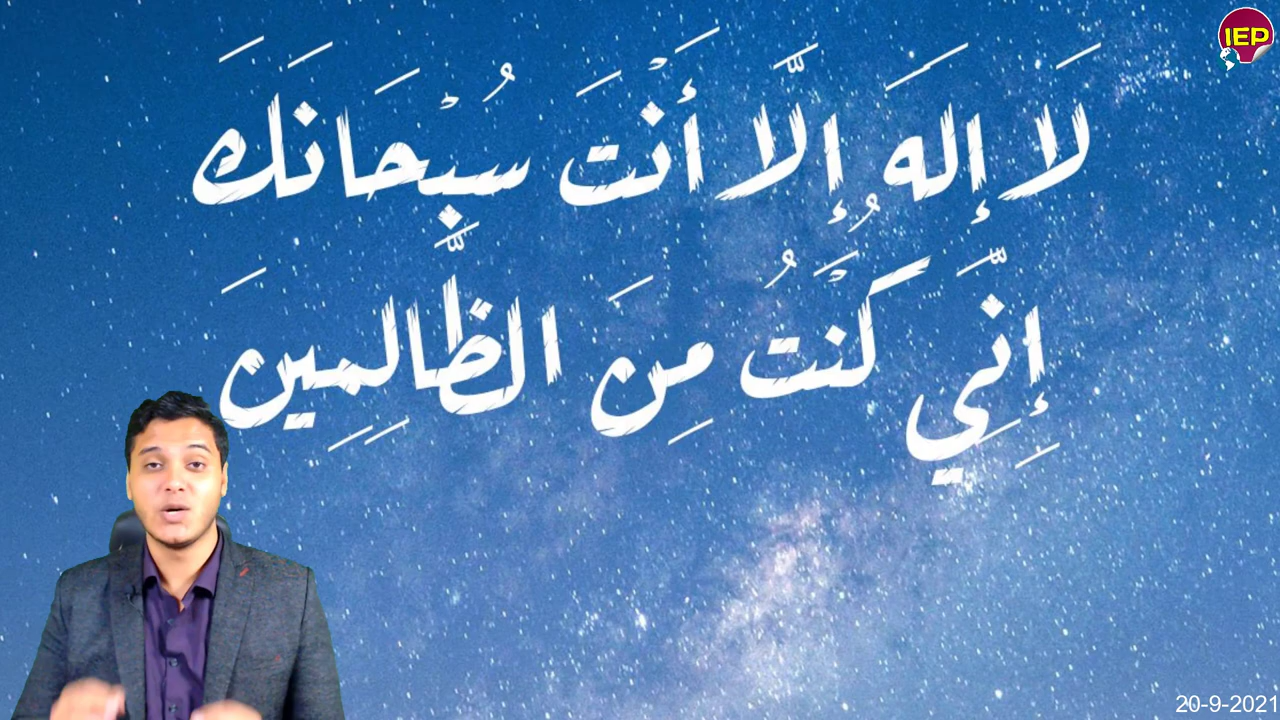 IEP
لَا إِلَهَ إِلَّا أَنْتَ سُبْحَانَكَ
إِنِّي كُنْتُ مِنَ الظَّالِمِينَ
20-9-2021